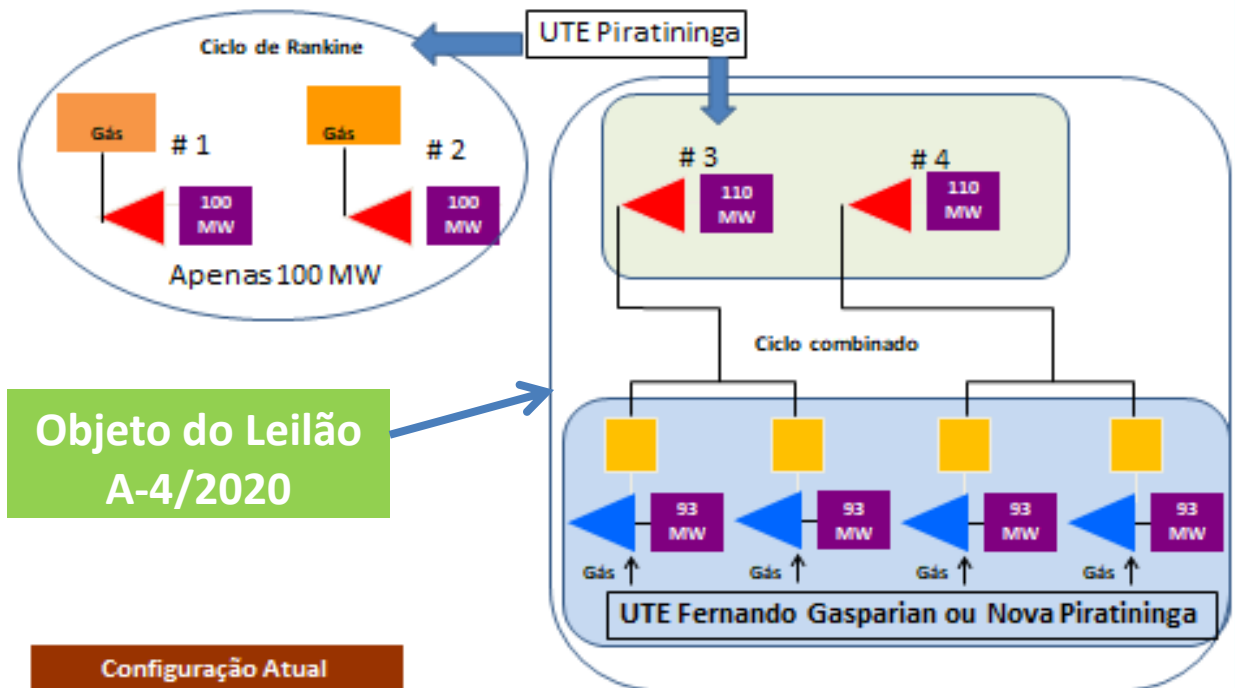 UTE Piratininga
Ciclo de Rankine
Gás
# 1
Gás
# 2
100
MW
100
MW
Apenas 100 MW
# 3
110
MW
# 4
110
MW
Ciclo combinado
Objeto do Leilão
A-4/2020
93
MW
93
MW
93
MW
93
MW
Gás
Gás
Gás
Gás
UTE Fernando Gasparian ou Nova Piratininga
Configuração Atual